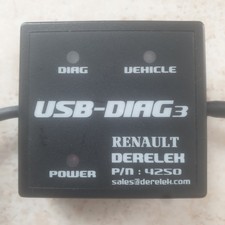 DIAG VEHICLE
USB-DIAG3
RENAULT
DERELEK
POWER P/N : 4250
sales@derelek.com